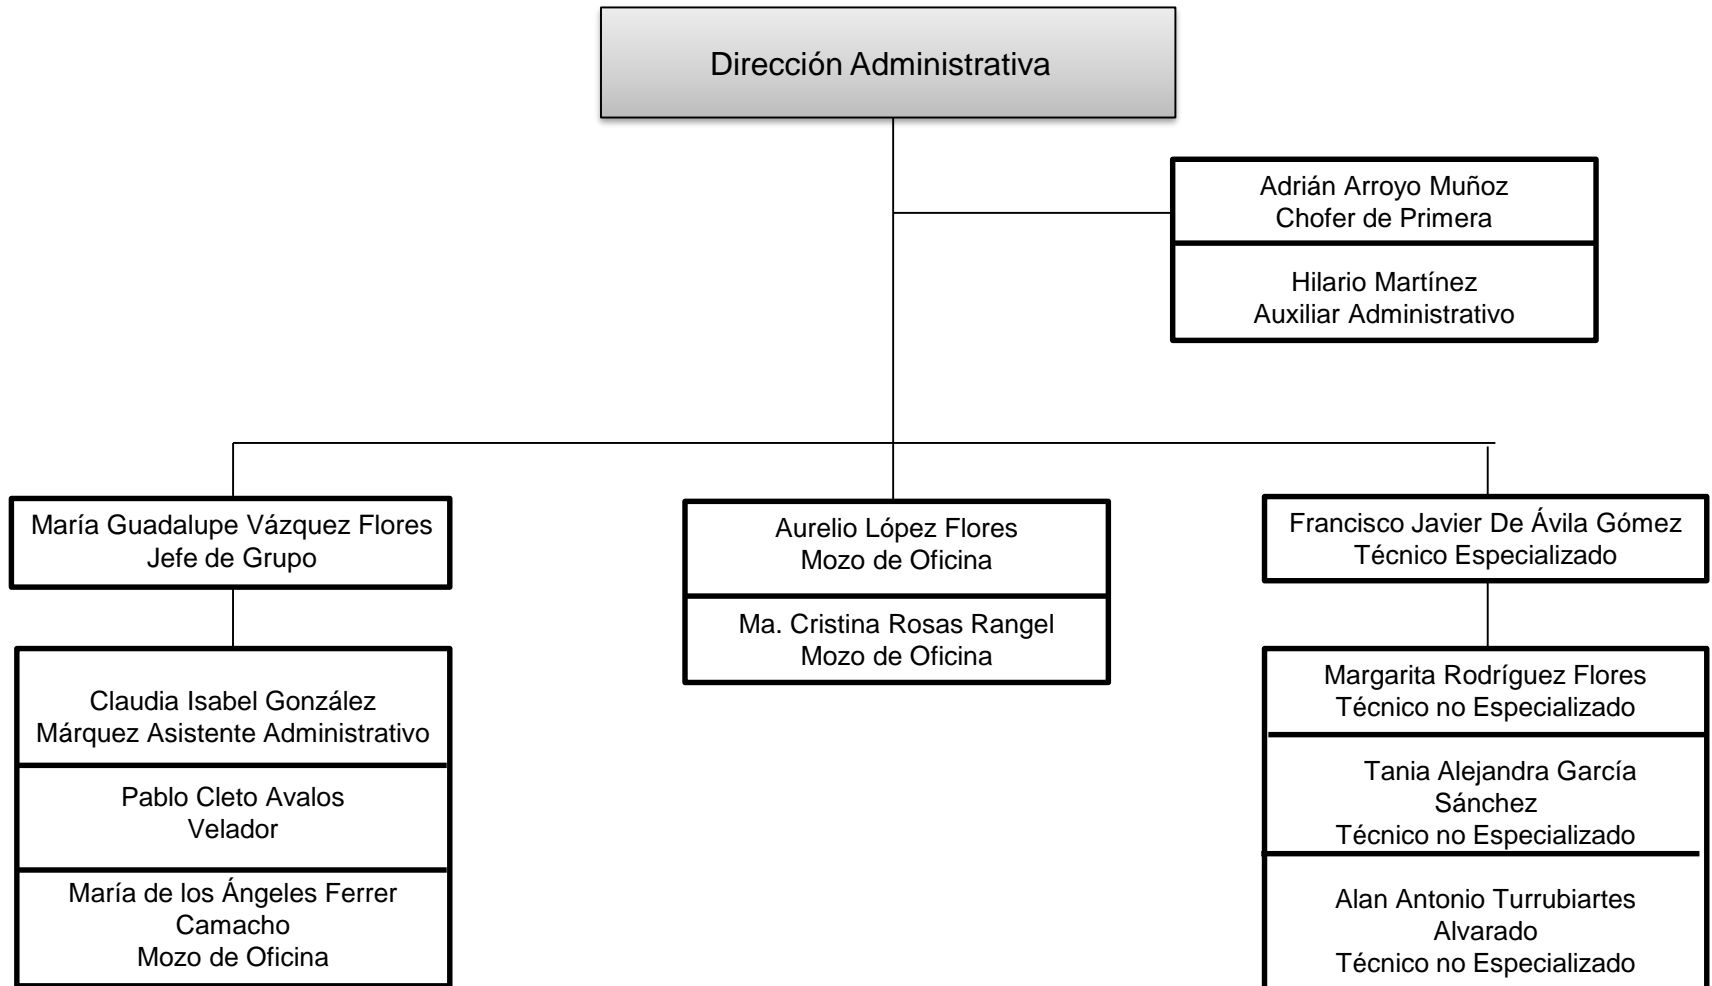 Dirección Administrativa
Adrián Arroyo Muñoz
Chofer de Primera
Hilario Martínez
Auxiliar Administrativo
María Guadalupe Vázquez Flores
Jefe de Grupo
Aurelio López Flores
Mozo de Oficina
Ma. Cristina Rosas Rangel
Mozo de Oficina
Francisco Javier De Ávila Gómez
Técnico Especializado
Claudia Isabel González
Márquez Asistente Administrativo
Pablo Cleto Avalos
Velador
María de los Ángeles Ferrer
Camacho
Mozo de Oficina
Margarita Rodríguez Flores
Técnico no Especializado
Tania Alejandra García
Sánchez
Técnico no Especializado
Alan Antonio Turrubiartes
Alvarado
Técnico no Especializado